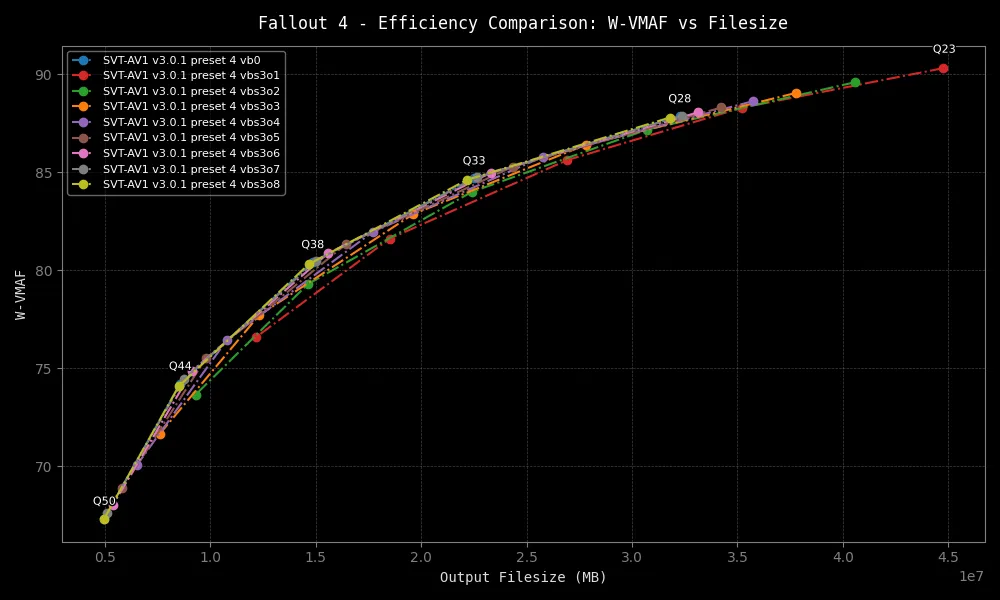 Fallout 4 - Efficiency Comparison: W-VMAF vs Filesize
SVT-AV1 v3.0.1 preset 4 vb0
SVT-AV1 v3.0.1 preset 4 vbs3o1
SVT-AV1 v3.0.1 preset 4 vbs3o2
SVT-AV1 v3.0.1 preset 4 vbs3o3
SVT-AV1 v3.0.1 preset 4 vbs3o4
SVT-AV1 v3.0.1 preset 4 vbs3o5
SVT-AV1 v3.0.1 preset 4 vbs3o6
SVT-AV1 v3.0.1 preset 4 vbs3o7
SVT-AV1 v3.0.1 preset 4 vbs3o8
Q23
Q28
Q33
Q38
Q44
Q50
90
85
80
75
70
W-VMAF
0.5 1.0 1.5 2.0 2.5 3.0 3.5 4.0 4.5
1e7
Output Filesize (MB)